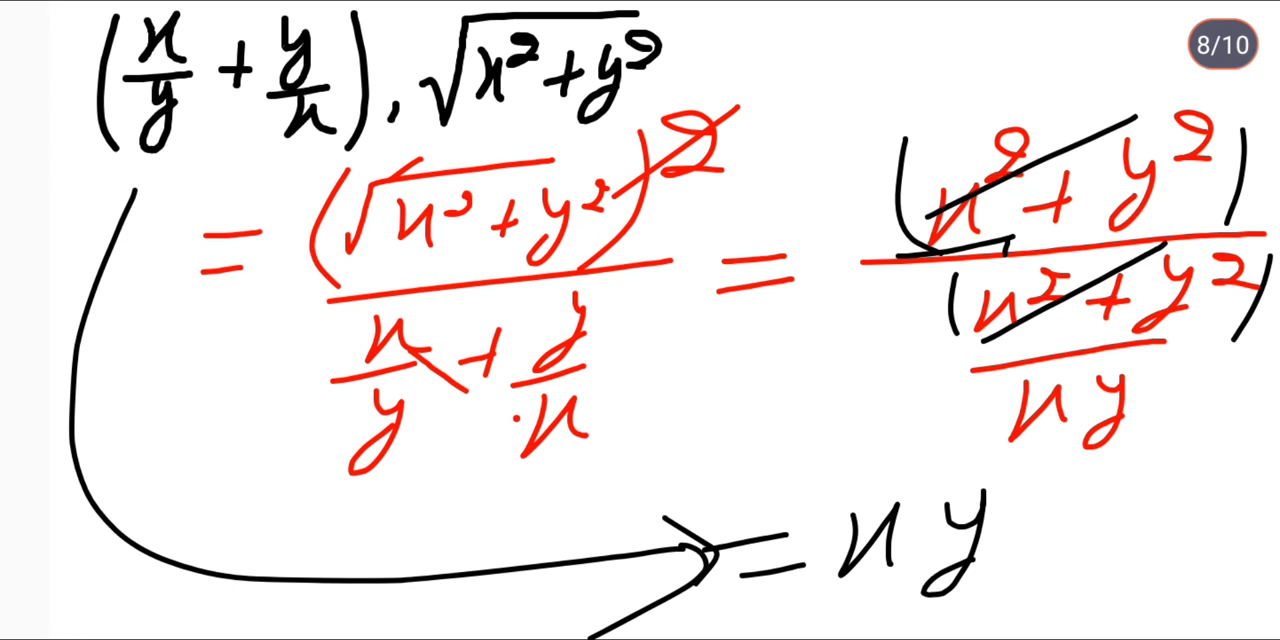 8/10
(x/y + y/x), √(x² + y²)
= (√(x² + y²))² / (x/y + y/x) = (x² + y²) / ((x² + y²) / xy)
= xy